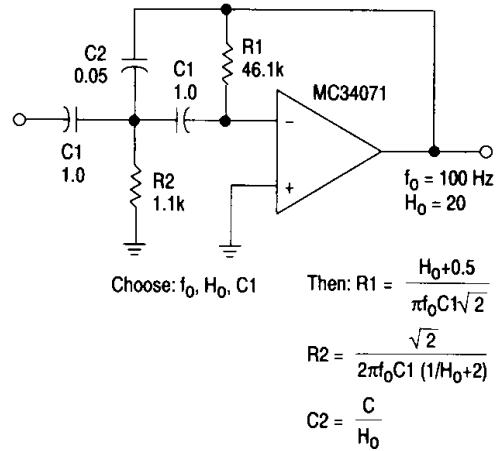 C2
0.05
C1
1.0
R1
46.1k
MC34071
−
+
C1
1.0
R2
1.1k
f₀ = 100 Hz
H₀ = 20
Choose: f₀, H₀, C1
Then: R1 = H₀+0.5 / πf₀C1√2
R2 = √2 / 2πf₀C1 (1/H₀+2)
C2 = C / H₀